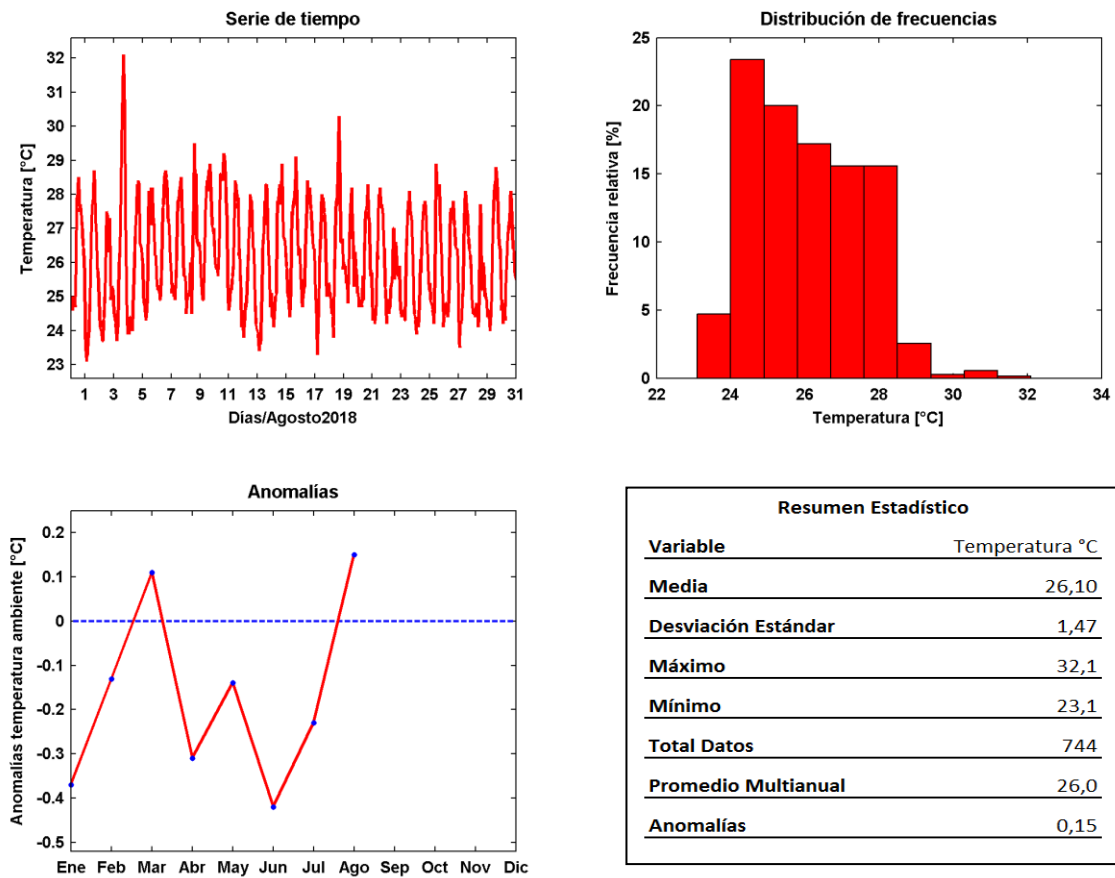 Serie de tiempo
Temperatura [°C]
32
31
30
29
28
27
26
25
24
23
1 3 5 7 9 11 13 15 17 19 21 23 25 27 29 31
Días/Agosto2018
Distribución de frecuencias
Frecuencia relativa [%]
25
20
15
10
5
0
22 24 26 28 30 32 34
Temperatura [°C]
Anomalías
Anomalías temperatura ambiente [°C]
0.2
0.1
0
-0.1
-0.2
-0.3
-0.4
-0.5
Ene Feb Mar Abr May Jun Jul Ago Sep Oct Nov Dic
Resumen Estadístico
Variable Temperatura °C
Media 26,10
Desviación Estándar 1,47
Máximo 32,1
Mínimo 23,1
Total Datos 744
Promedio Multianual 26,0
Anomalías 0,15